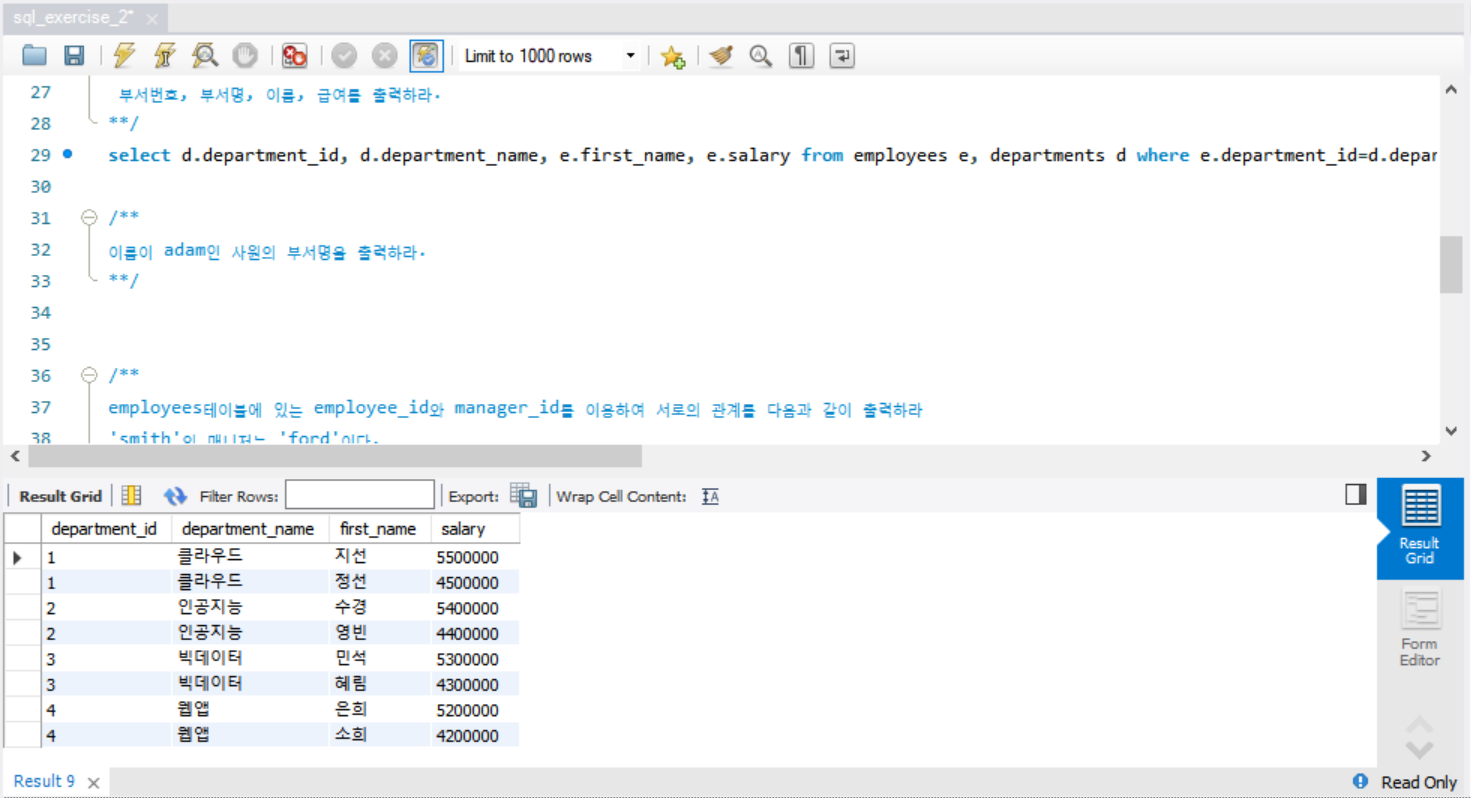 sql_exercise_2*
Limit to 1000 rows
27 부서번호, 부서명, 이름, 급여를 출력하라.
28 **/
29 select d.department_id, d.department_name, e.first_name, e.salary from employees e, departments d where e.department_id=d.depar
30
31 /**
32 이름이 adam인 사원의 부서명을 출력하라.
33 **/
34
35
36 /**
37 employees테이블에 있는 employee_id와 manager_id를 이용하여 서로의 관계를 다음과 같이 출력하라
38 'smith'의 매니저는 'ford'이다.
Result Grid Filter Rows: Export: Wrap Cell Content:
department_id department_name first_name salary
1 클라우드 지선 5500000
1 클라우드 정선 4500000
2 인공지능 수경 5400000
2 인공지능 영빈 4400000
3 빅데이터 민석 5300000
3 빅데이터 혜림 4300000
4 웹앱 은희 5200000
4 웹앱 소희 4200000
Result
Grid
Form
Editor
Result 9
Read Only